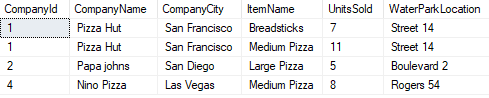 CompanyId CompanyName CompanyCity ItemName UnitsSold WaterParkLocation
1 Pizza Hut San Francisco Breadsticks 7 Street 14
1 Pizza Hut San Francisco Medium Pizza 11 Street 14
2 Papa johns San Diego Large Pizza 5 Boulevard 2
4 Nino Pizza Las Vegas Medium Pizza 8 Rogers 54